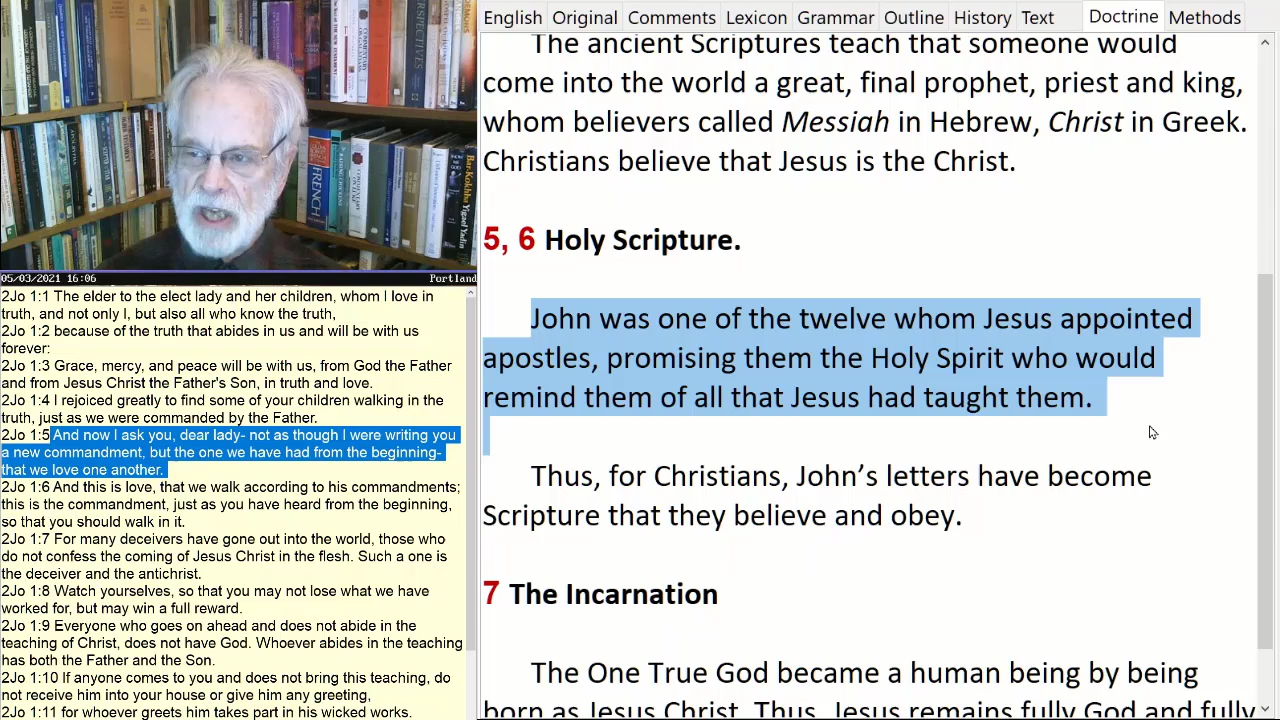 English Original Comments Lexicon Grammar Outline History Text Doctrine Methods
The ancient Scriptures teach that someone would
come into the world a great, final prophet, priest and king,
whom believers called Messiah in Hebrew, Christ in Greek.
Christians believe that Jesus is the Christ.
5, 6 Holy Scripture.
John was one of the twelve whom Jesus appointed
apostles, promising them the Holy Spirit who would
remind them of all that Jesus had taught them.
Thus, for Christians, John’s letters have become
Scripture that they believe and obey.
7 The Incarnation
The One True God became a human being by being
born as Jesus Christ. Thus, Jesus remains fully God and fully
FRENCH
Bar-Kokhba Yigael Yadin
05/03/2021 16:06 Portland
2Jo 1:1 The elder to the elect lady and her children, whom I love in
truth, and not only I, but also all who know the truth,
2Jo 1:2 because of the truth that abides in us and will be with us
forever:
2Jo 1:3 Grace, mercy, and peace will be with us, from God the Father
and from Jesus Christ the Father's Son, in truth and love.
2Jo 1:4 I rejoiced greatly to find some of your children walking in the
truth, just as we were commanded by the Father.
2Jo 1:5 And now I ask you, dear lady- not as though I were writing you
a new commandment, but the one we have had from the beginning-
that we love one another.
2Jo 1:6 And this is love, that we walk according to his commandments;
this is the commandment, just as you have heard from the beginning,
so that you should walk in it.
2Jo 1:7 For many deceivers have gone out into the world, those who
do not confess the coming of Jesus Christ in the flesh. Such a one is
the deceiver and the antichrist.
2Jo 1:8 Watch yourselves, so that you may not lose what we have
worked for, but may win a full reward.
2Jo 1:9 Everyone who goes on ahead and does not abide in the
teaching of Christ, does not have God. Whoever abides in the teaching
has both the Father and the Son.
2Jo 1:10 If anyone comes to you and does not bring this teaching, do
not receive him into your house or give him any greeting,
2Jo 1:11 for whoever greets him takes part in his wicked works.